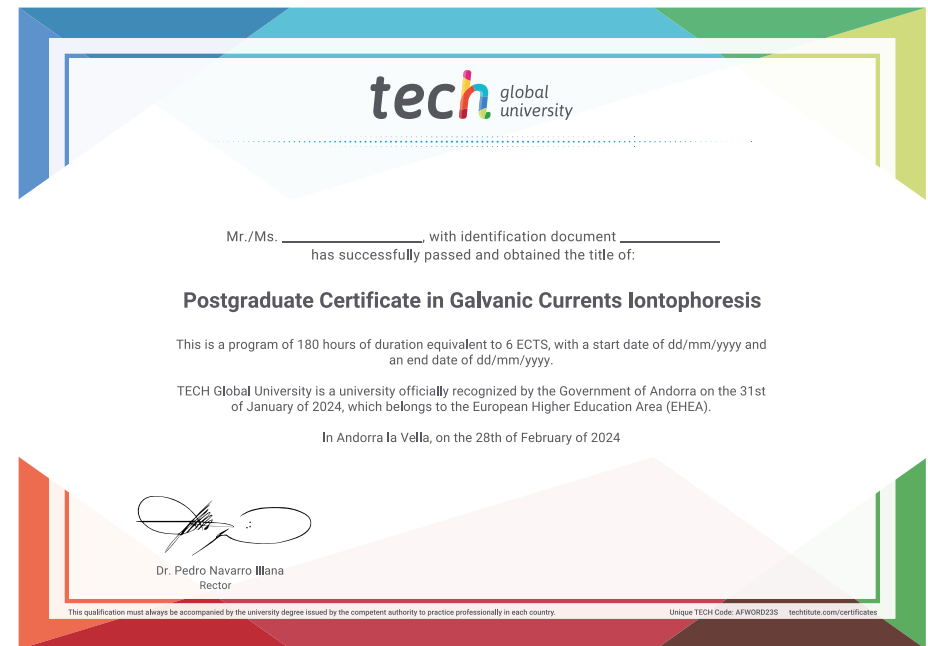 tech global university
Mr./Ms. ____________, with identification document ____________
has successfully passed and obtained the title of:
Postgraduate Certificate in Galvanic Currents Iontophoresis
This is a program of 180 hours of duration equivalent to 6 ECTS, with a start date of dd/mm/yyyy and
an end date of dd/mm/yyyy.
TECH Global University is a university officially recognized by the Government of Andorra on the 31st
of January of 2024, which belongs to the European Higher Education Area (EHEA).
In Andorra la Vella, on the 28th of February of 2024
Dr. Pedro Navarro Illana
Rector
This qualification must always be accompanied by the university degree issued by the competent authority to practice professionally in each country. Unique TECH Code: AFWORD23S techtitute.com/certificates